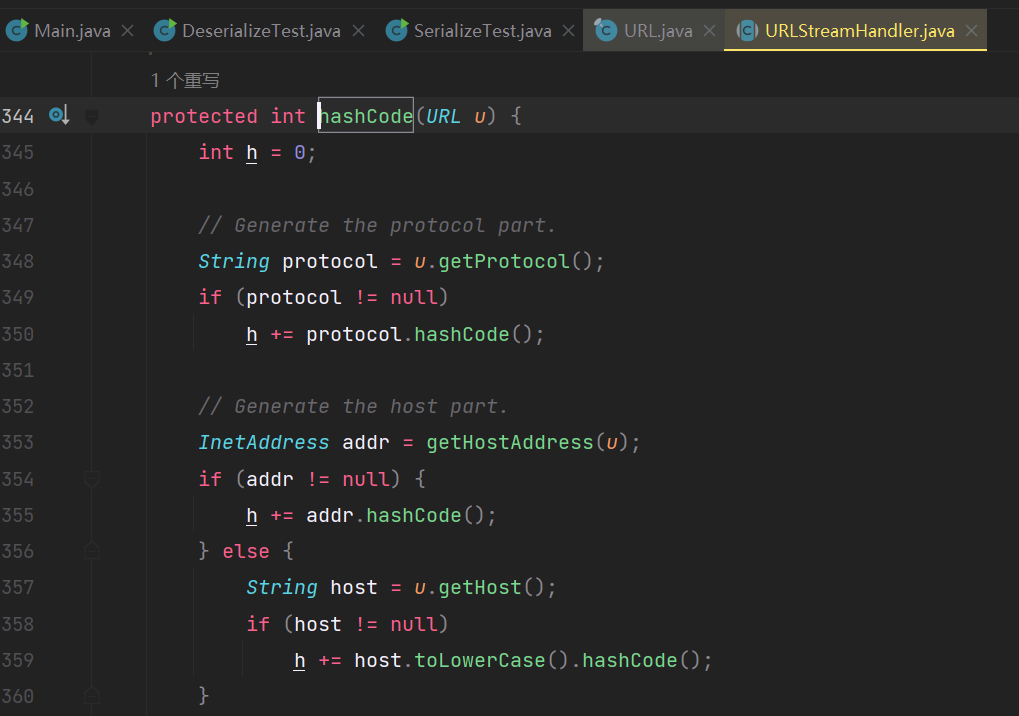 Main.java DeserializeTest.java SerializeTest.java URL.java URLStreamHandler.java
1 个重写
344 protected int hashCode(URL u) {
345 int h = 0;
346
347 // Generate the protocol part.
348 String protocol = u.getProtocol();
349 if (protocol != null)
350 h += protocol.hashCode();
351
352 // Generate the host part.
353 InetAddress addr = getHostAddress(u);
354 if (addr != null) {
355 h += addr.hashCode();
356 } else {
357 String host = u.getHost();
358 if (host != null)
359 h += host.toLowerCase().hashCode();
360 }